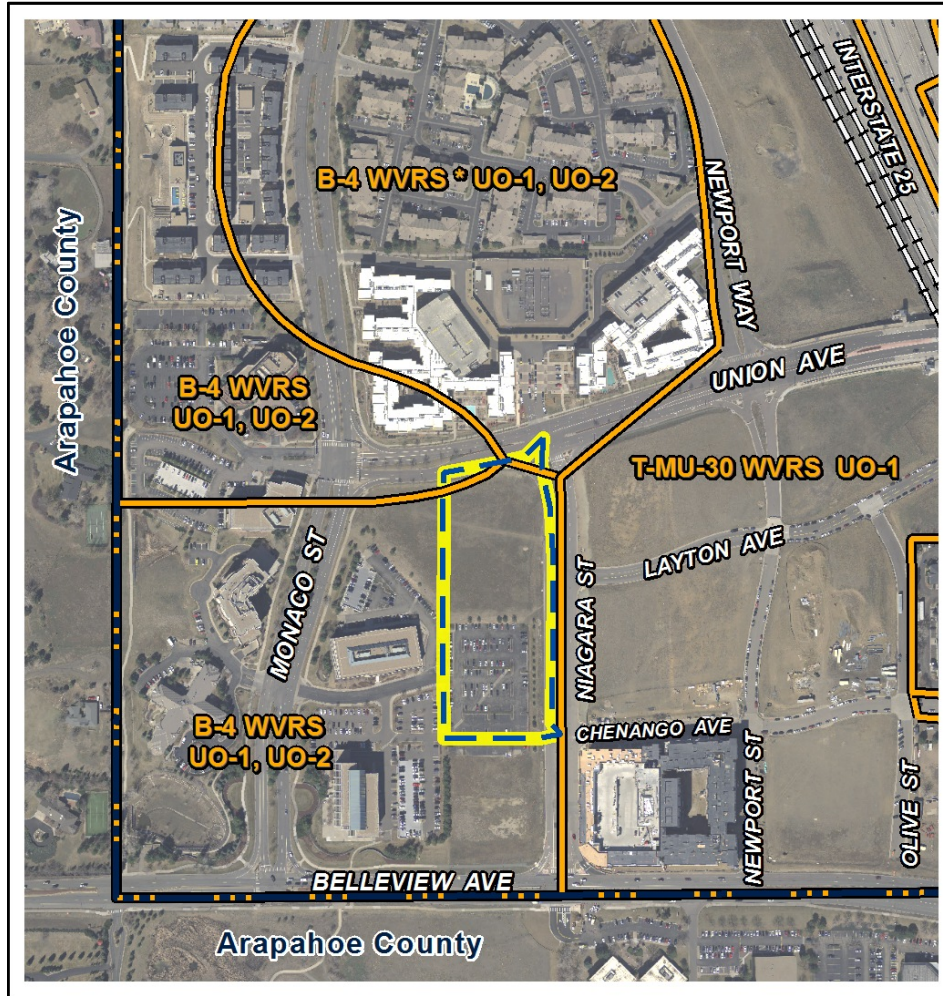 INTERSTATE 25
B-4 WVRS * UO-1, UO-2
NEWPORT WAY
Arapahoe County
UNION AVE
B-4 WVRS
UO-1, UO-2
T-MU-30 WVRS UO-1
LAYTON AVE
MONACO ST
NIAGARA ST
B-4 WVRS
UO-1, UO-2
CHENANGO AVE
NEWPORT ST
OLIVE ST
BELLEVIEW AVE
Arapahoe County